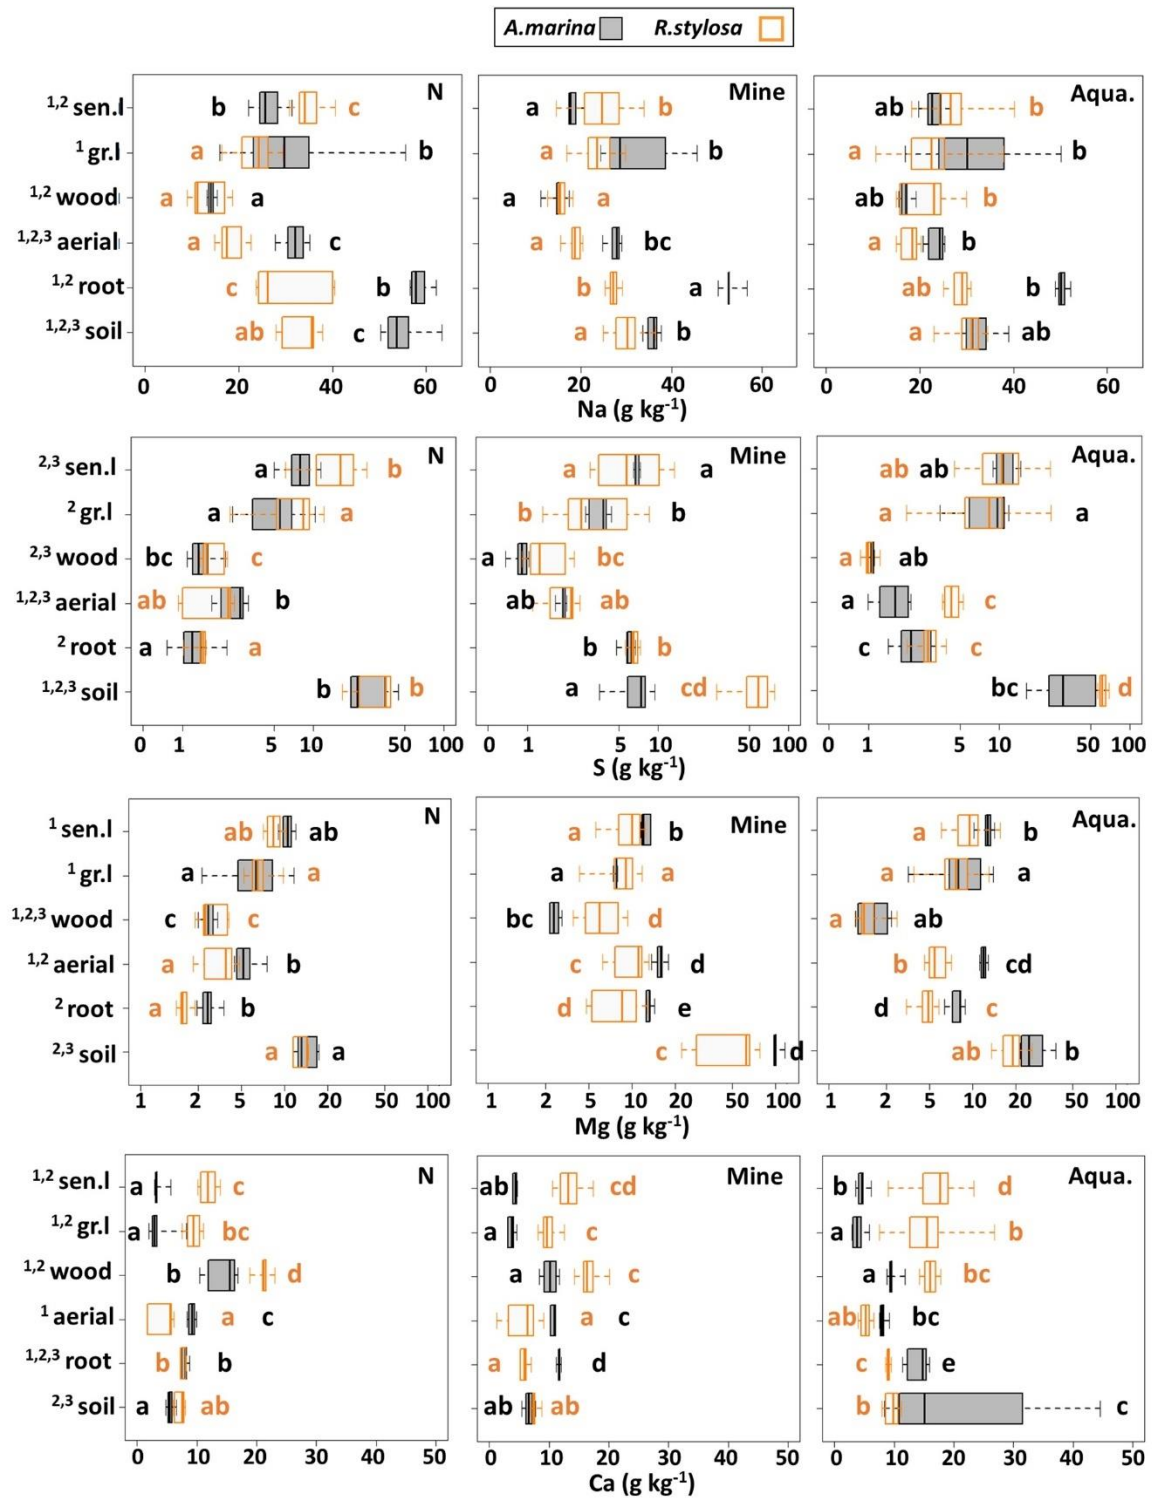 A.marina R.stylosa
N Mine Aqua.
1,2 sen.l b c a b ab b
1 gr.l a b a b a b
1,2 wood a a a a ab b
1,2,3 aerial a c a bc a b
1,2 root c b b a ab b
1,2,3 soil ab c a b a ab
0 20 40 60 0 20 40 60 0 20 40 60
Na (g kg-1)
N Mine Aqua.
2,3 sen.l a b a a ab ab
2 gr.l a a b b a a
2,3 wood bc c a bc a ab
1,2,3 aerial ab b ab ab a c
2 root a a b b c c
1,2,3 soil b b a cd bc d
0 1 5 10 50 100 0 1 5 10 50 100 0 1 5 10 50 100
S (g kg-1)
N Mine Aqua.
1 sen.l ab ab a b a b
1 gr.l a a a a a a
1,2,3 wood c c bc d a ab
1,2 aerial a b c d b cd
2 root a b d e d c
2,3 soil a a c d ab b
1 2 5 10 20 50 100 1 2 5 10 20 50 100 1 2 5 10 20 50 100
Mg (g kg-1)
N Mine Aqua.
1,2 sen.l a c ab cd b d
1,2 gr.l a bc a c a b
1,2 wood b d a c a bc
1 aerial a c a c ab bc
1,2,3 root b b a d c e
2,3 soil a ab ab ab b c
0 10 20 30 40 50 0 10 20 30 40 50 0 10 20 30 40 50
Ca (g kg-1)